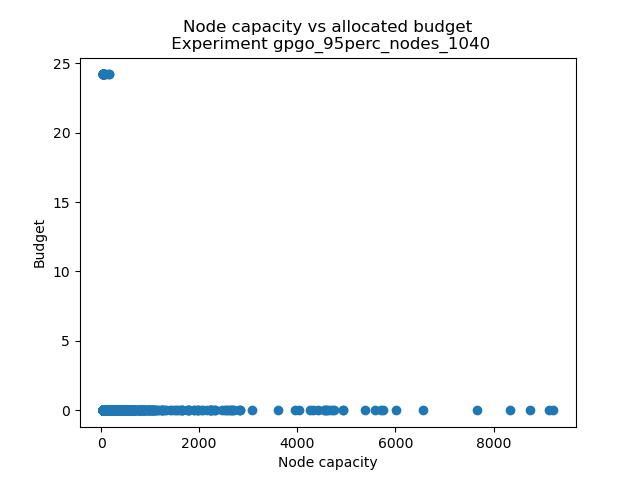 Node capacity vs allocated budget
Experiment gpgo_95perc_nodes_1040
25
20
15
10
5
0
Budget
0 2000 4000 6000 8000
Node capacity